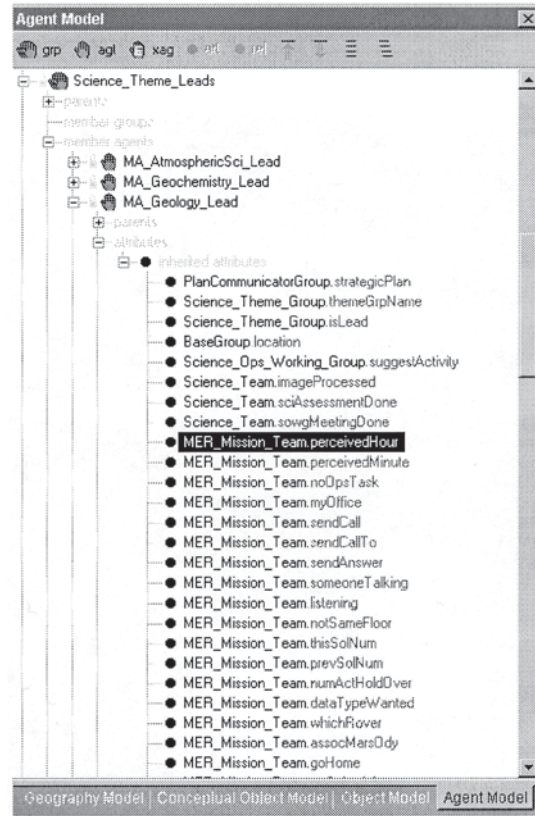 Agent Model
grp agt xag
Science_Theme_Leads
parents
member groups
member agents
MA_AtmosphericSci_Lead
MA_Geochemistry_Lead
MA_Geology_Lead
parents
attributes
inherited attributes
PlanCommunicatorGroup.strategicPlan
Science_Theme_Group.themeGrpName
Science_Theme_Group.isLead
BaseGroup.location
Science_Ops_Working_Group.suggestActivity
Science_Team.imageProcessed
Science_Team.sciAssessmentDone
Science_Team.sowgMeetingDone
MER_Mission_Team.perceivedHour
MER_Mission_Team.perceivedMinute
MER_Mission_Team.noOpsTask
MER_Mission_Team.myOffice
MER_Mission_Team.sendCall
MER_Mission_Team.sendCallTo
MER_Mission_Team.sendAnswer
MER_Mission_Team.someoneTalking
MER_Mission_Team.listening
MER_Mission_Team.notSameFloor
MER_Mission_Team.thisSolNum
MER_Mission_Team.prevSolNum
MER_Mission_Team.numActHoldOver
MER_Mission_Team.dataTypeWanted
MER_Mission_Team.whichRover
MER_Mission_Team.assocMarsOdy
MER_Mission_Team.goHome
Geography Model Conceptual Object Model Object Model Agent Model